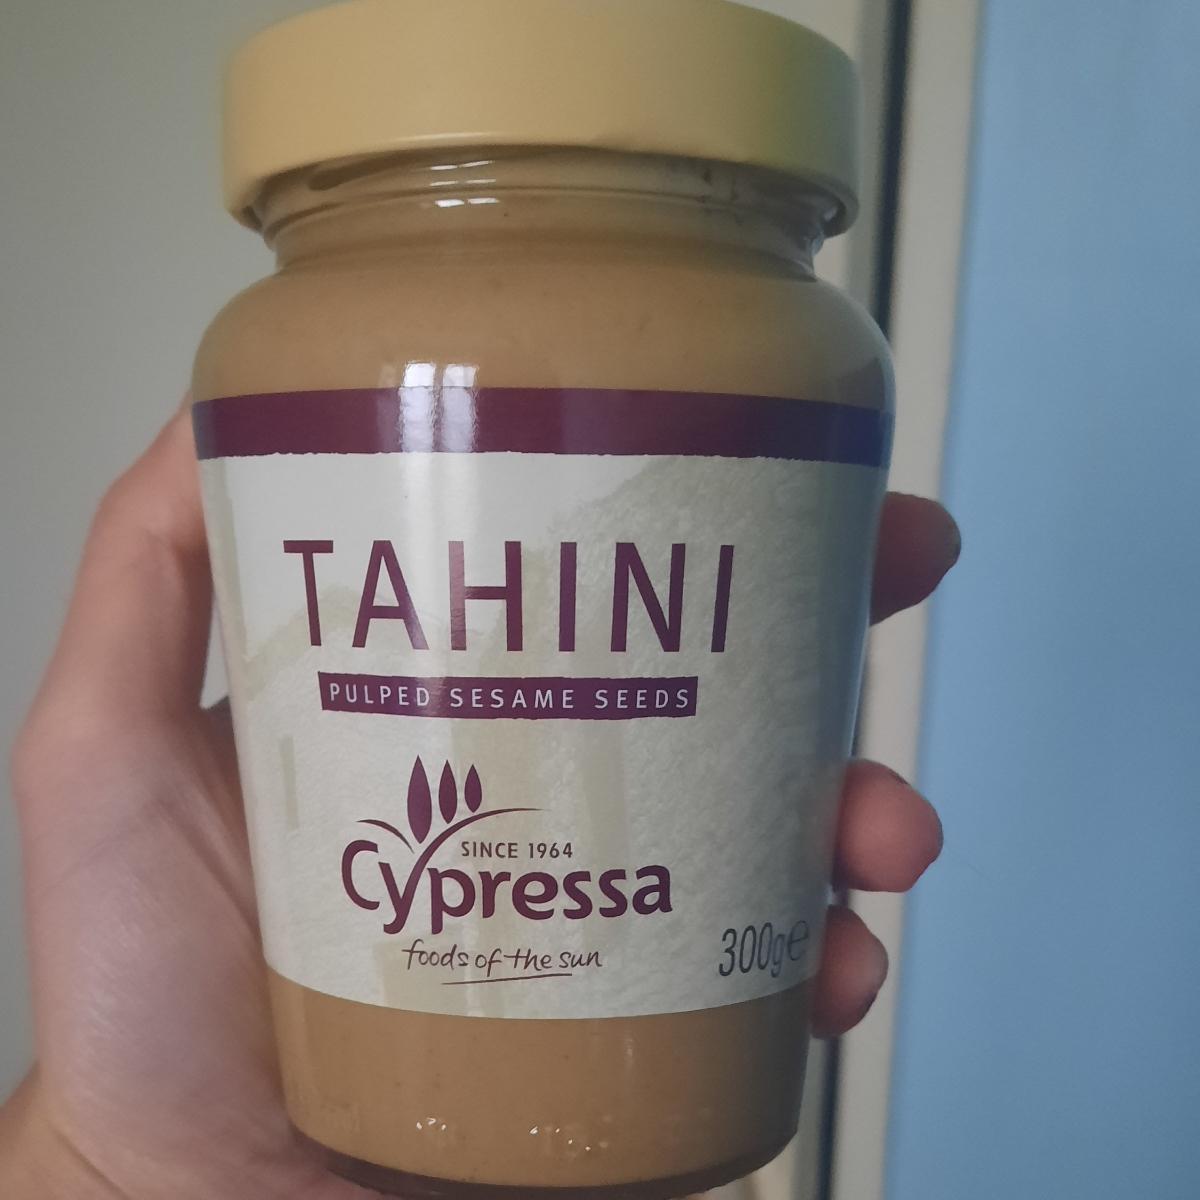 TAHINI
PULPED SESAME SEEDS
SINCE 1964
Cypressa
foods of the sun
300g℮